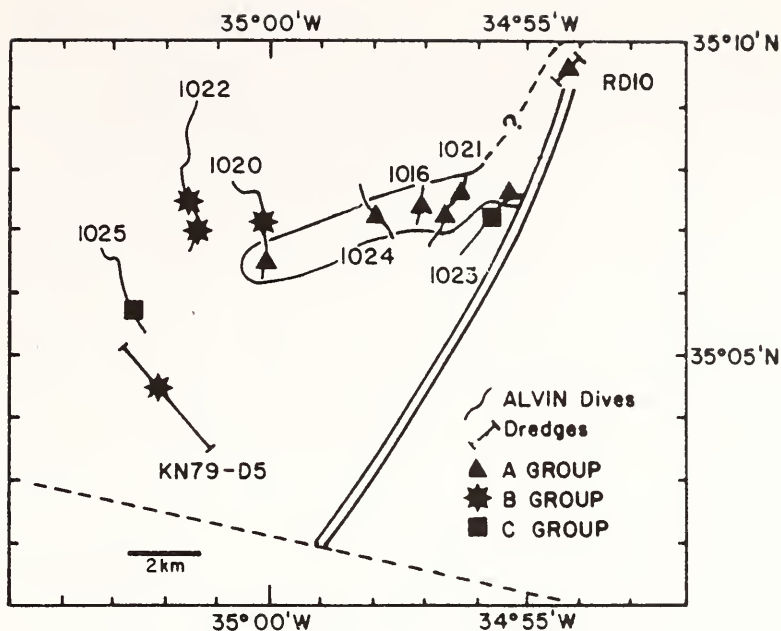 35°00'W 34°55'W
35°10'N
RD10
1022
1020
1021
1016
?
1025
1024
1023
35°05'N
ALVIN Dives
Dredges
A GROUP
B GROUP
C GROUP
KN79-D5
2km
35°00'W 34°55'W